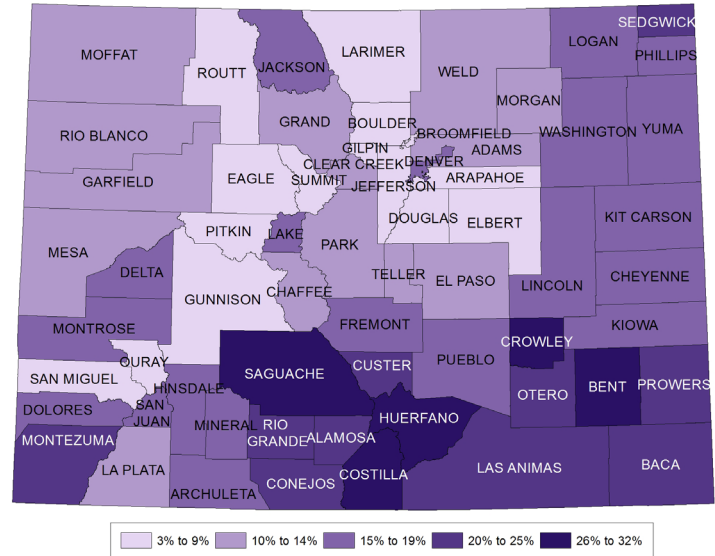 SEDGWICK
LOGAN
PHILLIPS
MOFFAT
LARIMER
JACKSON
ROUTT
WELD
MORGAN
GRAND
BOULDER
RIO BLANCO
BROOMFIELD
WASHINGTON
YUMA
GILPIN
ADAMS
CLEAR CREEK
DENVER
GARFIELD
EAGLE
SUMMIT
JEFFERSON
ARAPAHOE
DOUGLAS
ELBERT
KIT CARSON
PITKIN
LAKE
MESA
PARK
DELTA
TELLER
EL PASO
CHEYENNE
LINCOLN
CHAFFEE
GUNNISON
MONTROSE
FREMONT
KIOWA
CROWLEY
OURAY
PUEBLO
CUSTER
SAGUACHE
SAN MIGUEL
HINSDALE
BENT
PROWERS
OTERO
DOLORES
SAN
JUAN
HUERFANO
MINERAL
RIO
GRANDE
ALAMOSA
MONTEZUMA
LA PLATA
COSTILLA
LAS ANIMAS
BACA
CONEJOS
ARCHULETA
3% to 9%
10% to 14%
15% to 19%
20% to 25%
26% to 32%